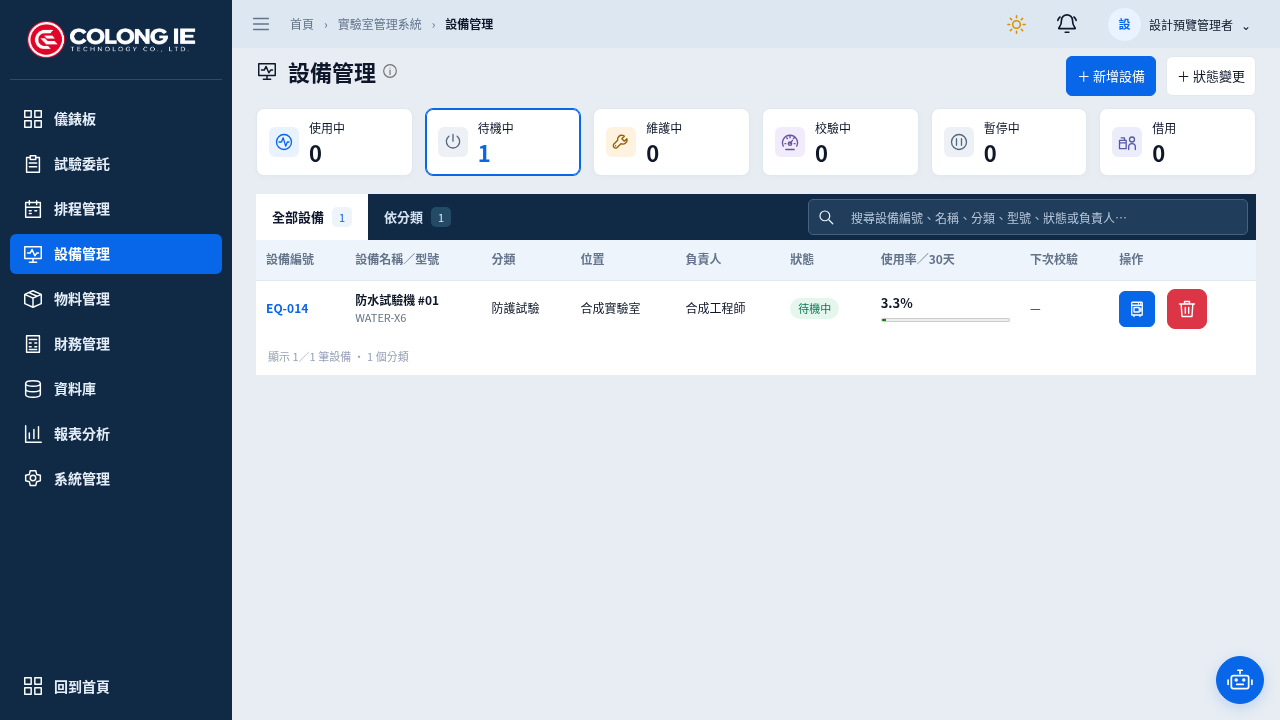 COLONG IE
TECHNOLOGY CO., LTD.
儀錶板
試驗委託
排程管理
設備管理
物料管理
財務管理
資料庫
報表分析
系統管理
回到首頁
首頁 › 實驗室管理系統 › 設備管理
設 設計預覽管理者
設備管理
＋ 新增設備
＋ 狀態變更
使用中
0
待機中
1
維護中
0
校驗中
0
暫停中
0
借用
0
全部設備 1
依分類 1
搜尋設備編號、名稱、分類、型號、狀態或負責人…
設備編號 設備名稱／型號 分類 位置 負責人 狀態 使用率／30天 下次校驗 操作
EQ-014 防水試驗機 #01 防護試驗 合成實驗室 合成工程師 待機中 3.3% —
WATER-X6
顯示 1／1 筆設備 · 1 個分類